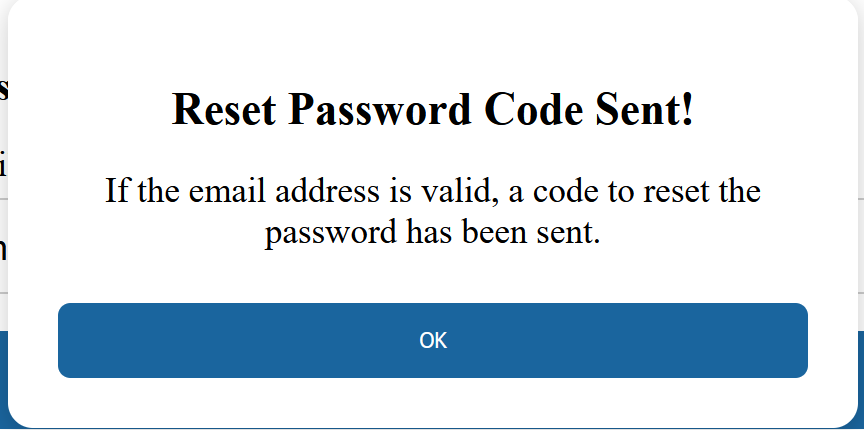 Reset Password Code Sent!
If the email address is valid, a code to reset the
password has been sent.
OK